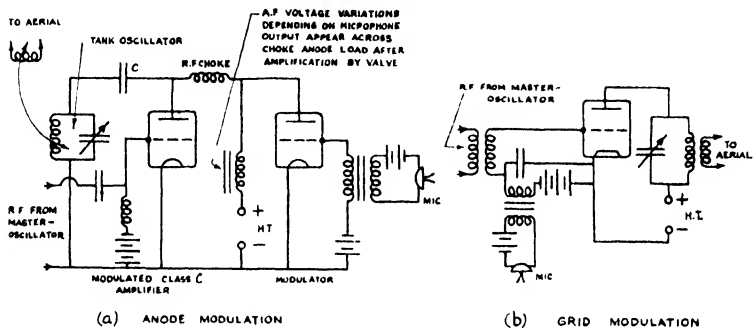 TO AERIAL
TANK OSCILLATOR
C
R.F CHOKE
A.F VOLTAGE VARIATIONS
DEPENDING ON MICROPHONE
OUTPUT APPEAR ACROSS
CHOKE ANODE LOAD AFTER
AMPLIFICATION BY VALVE
R.F FROM
MASTER-
OSCILLATOR
+
HT
–
MIC
MODULATED CLASS C
AMPLIFIER
MODULATOR
(a) ANODE MODULATION
R.F FROM MASTER-
OSCILLATOR
TO
AERIAL
+
H.T.
–
MIC
(b) GRID MODULATION